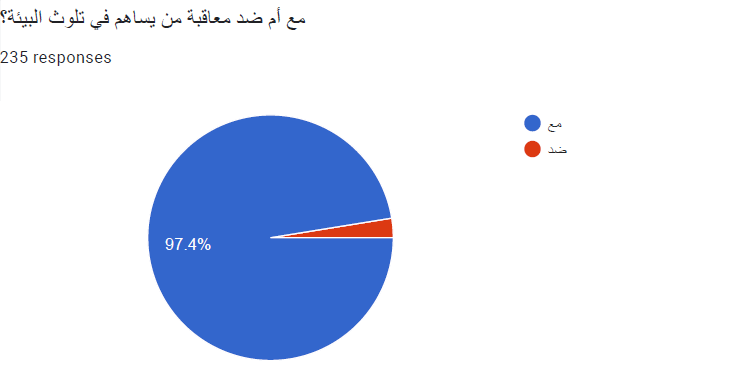 مع أم ضد معاقبة من يساهم في تلوث البيئة؟
235 responses
مع
ضد
97.4%